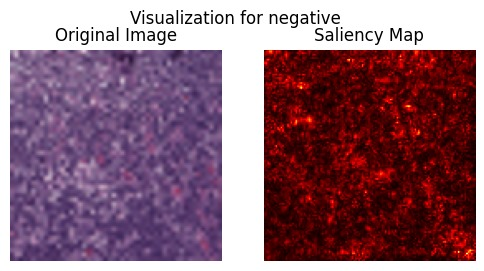 Visualization for negative
Original Image
Saliency Map